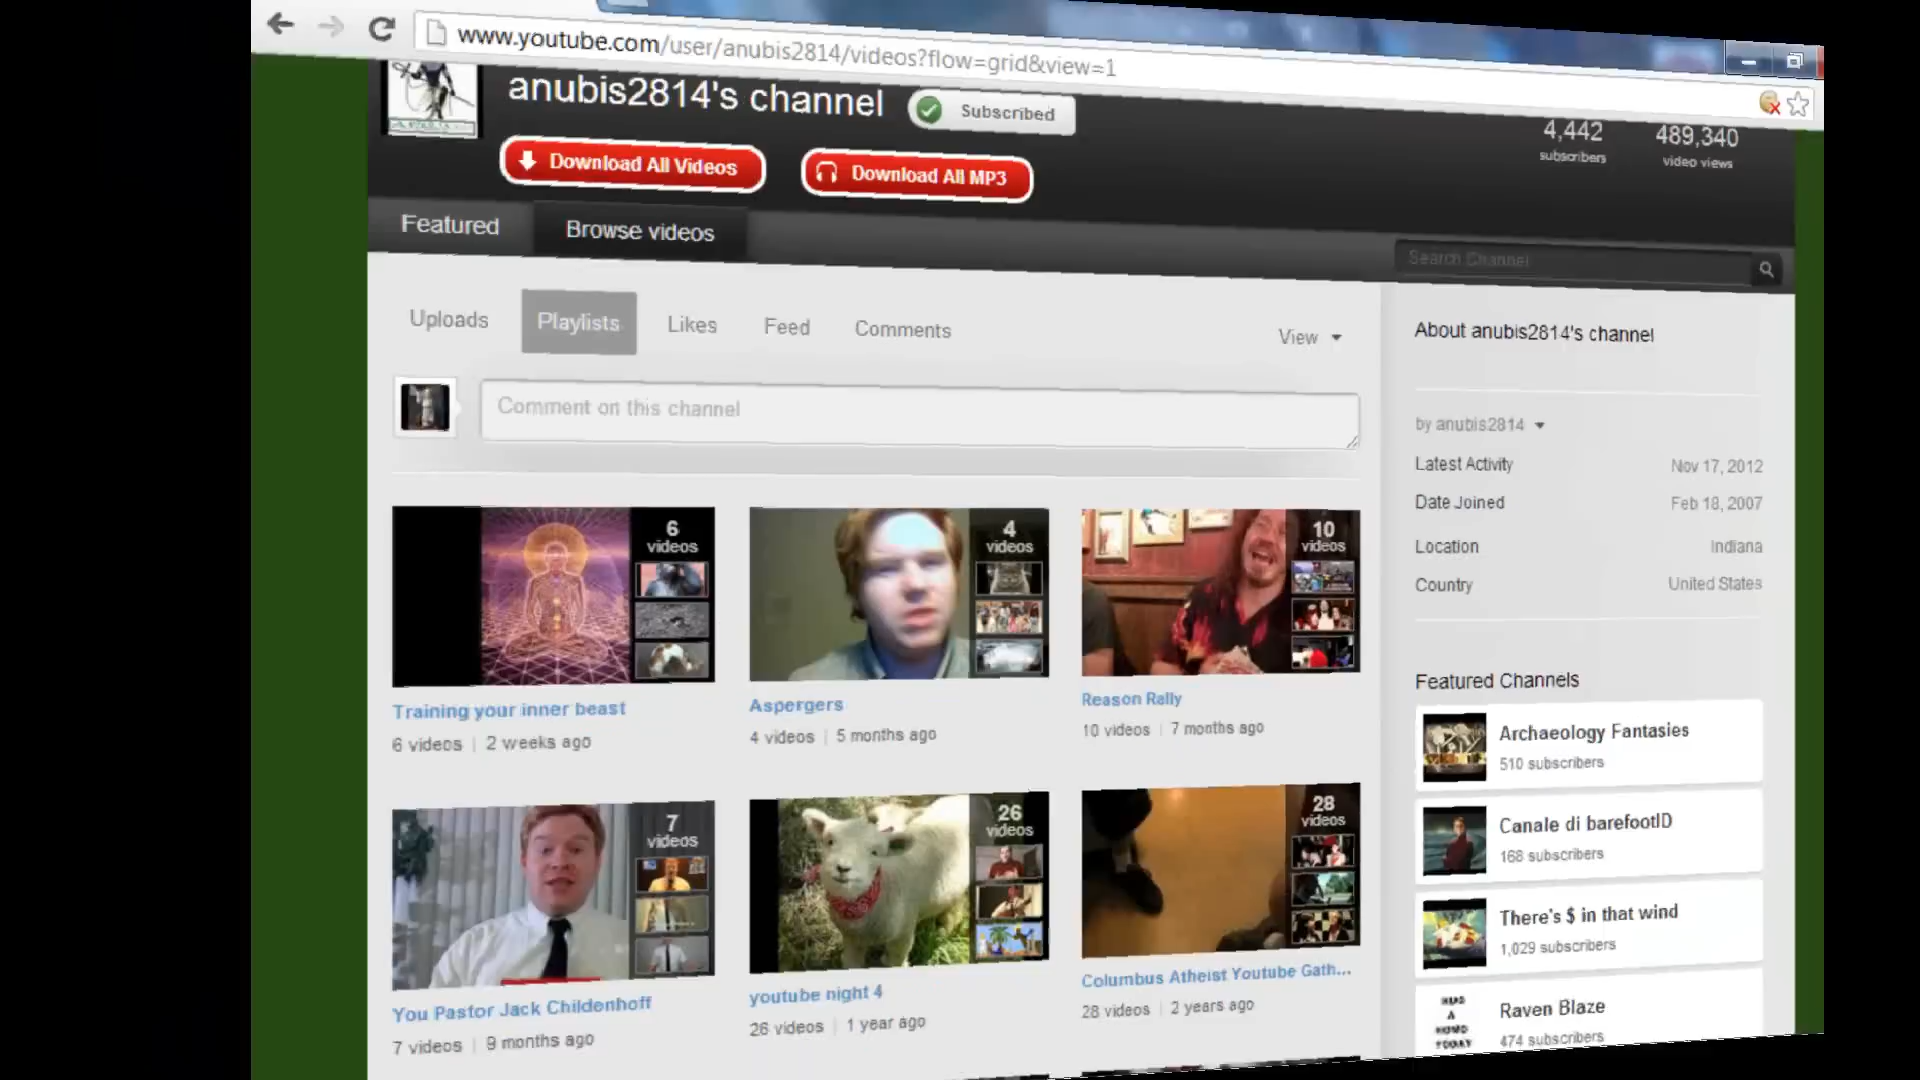 www.youtube.com/user/anubis2814/videos?flow=grid&view=1
anubis2814's channel
Subscribed
4,442
subscribers
489,340
video views
Download All Videos
Download All MP3
Featured
Browse videos
Search Channel
Uploads
Playlists
Likes
Feed
Comments
View
Comment on this channel
6
videos
Training your inner beast
6 videos | 2 weeks ago
4
videos
Aspergers
4 videos | 5 months ago
10
videos
Reason Rally
10 videos | 7 months ago
7
videos
You Pastor Jack Childenhoff
7 videos | 9 months ago
26
videos
youtube night 4
26 videos | 1 year ago
28
videos
Columbus Atheist Youtube Gath...
28 videos | 2 years ago
About anubis2814's channel
by anubis2814
Latest Activity Nov 17, 2012
Date Joined Feb 18, 2007
Location Indiana
Country United States
Featured Channels
Archaeology Fantasies
510 subscribers
Canale di barefootID
168 subscribers
There's $ in that wind
1,029 subscribers
READ
A
HOMO
TODAY
Raven Blaze
474 subscribers